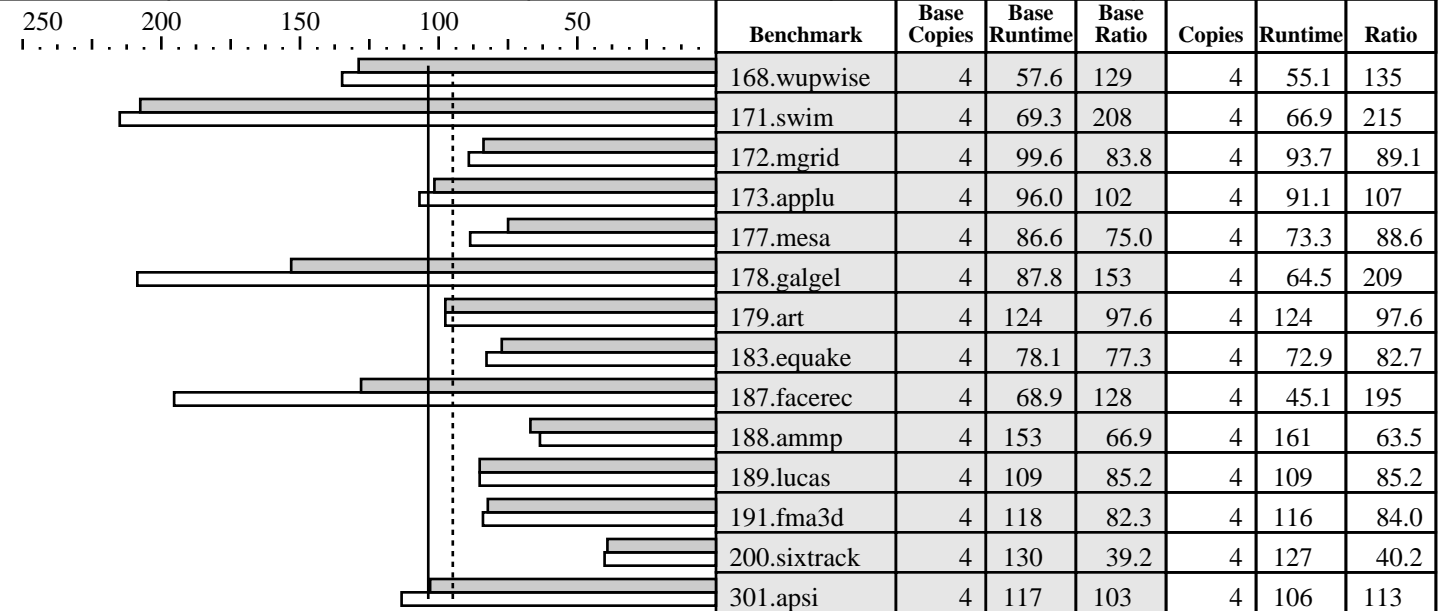 250 200 150 100 50
Benchmark Base Copies Base Runtime Base Ratio Copies Runtime Ratio
168.wupwise 4 57.6 129 4 55.1 135
171.swim 4 69.3 208 4 66.9 215
172.mgrid 4 99.6 83.8 4 93.7 89.1
173.applu 4 96.0 102 4 91.1 107
177.mesa 4 86.6 75.0 4 73.3 88.6
178.galgel 4 87.8 153 4 64.5 209
179.art 4 124 97.6 4 124 97.6
183.equake 4 78.1 77.3 4 72.9 82.7
187.facerec 4 68.9 128 4 45.1 195
188.ammp 4 153 66.9 4 161 63.5
189.lucas 4 109 85.2 4 109 85.2
191.fma3d 4 118 82.3 4 116 84.0
200.sixtrack 4 130 39.2 4 127 40.2
301.apsi 4 117 103 4 106 113